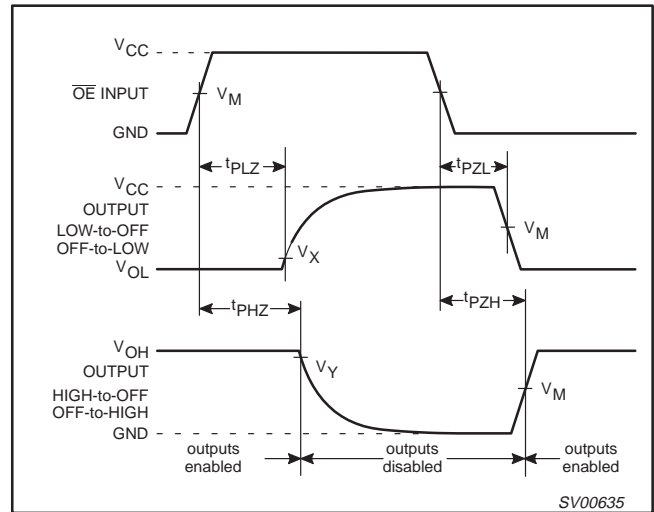 VCC
OE INPUT
VM
GND
tPLZ
tPZL
VCC
OUTPUT
LOW-to-OFF
OFF-to-LOW
VM
VX
VOL
tPHZ
tPZH
VOH
OUTPUT
VY
HIGH-to-OFF
OFF-to-HIGH
VM
GND
outputs
enabled
outputs
disabled
outputs
enabled
SV00635